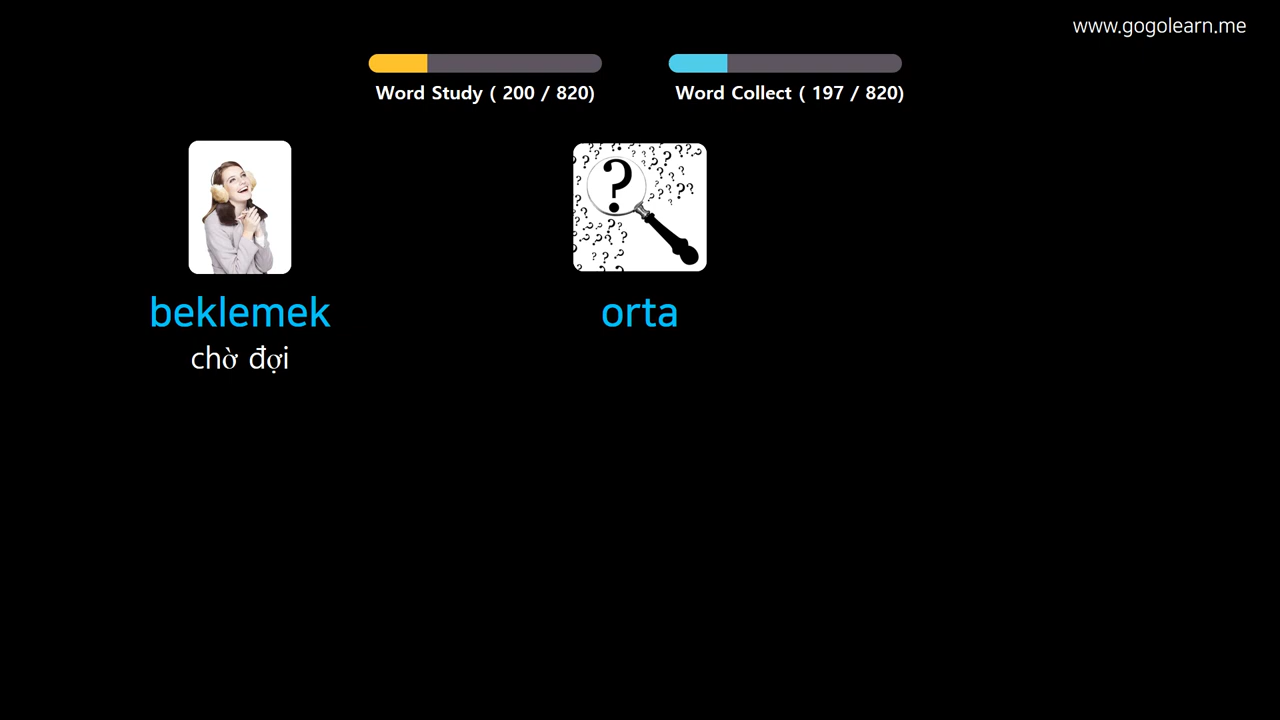 www.gogolearn.me
Word Study ( 200 / 820)
Word Collect ( 197 / 820)
beklemek
chờ đợi
orta